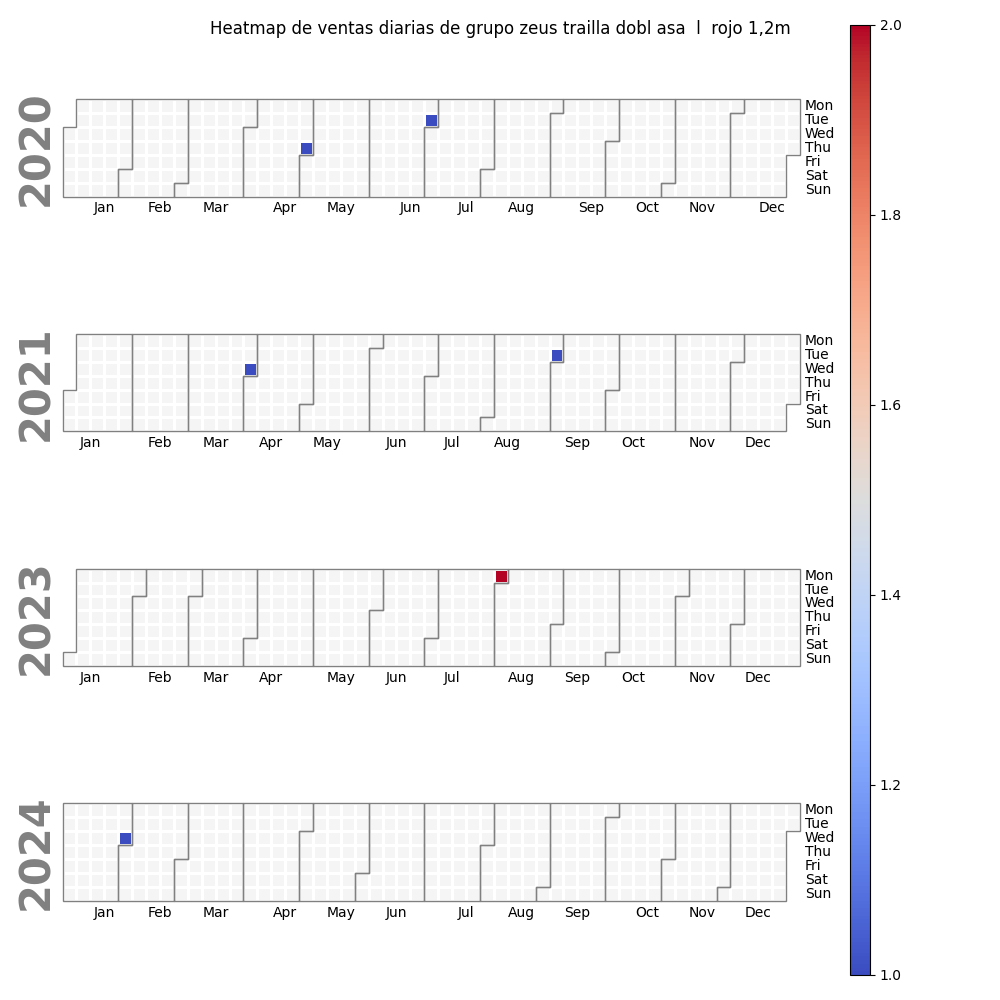 Heatmap de ventas diarias de grupo zeus trailla dobl asa  l  rojo 1,2m
2020
Mon
Tue
Wed
Thu
Fri
Sat
Sun
Jan Feb Mar Apr May Jun Jul Aug Sep Oct Nov Dec
2021
Mon
Tue
Wed
Thu
Fri
Sat
Sun
Jan Feb Mar Apr May Jun Jul Aug Sep Oct Nov Dec
2023
Mon
Tue
Wed
Thu
Fri
Sat
Sun
Jan Feb Mar Apr May Jun Jul Aug Sep Oct Nov Dec
2024
Mon
Tue
Wed
Thu
Fri
Sat
Sun
Jan Feb Mar Apr May Jun Jul Aug Sep Oct Nov Dec
2.0
1.8
1.6
1.4
1.2
1.0